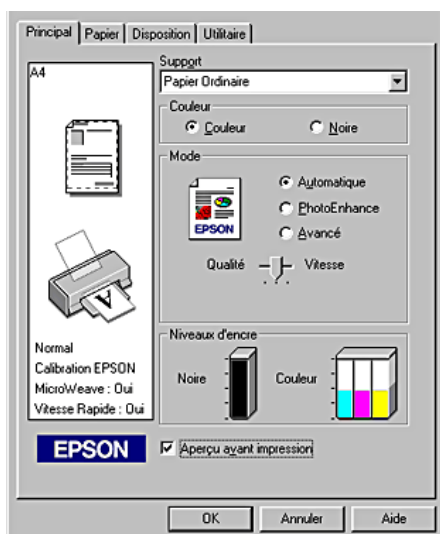 Principal Papier Disposition Utilitaire
A4
Support
Papier Ordinaire
Couleur
Couleur Noire
Mode
Automatique
PhotoEnhance
Avancé
EPSON
Qualité Vitesse
A
Normal
Calibration EPSON
MicroWeave : Oui
Vitesse Rapide : Oui
Niveaux d'encre
Noire Couleur
EPSON
Aperçu avant impression
OK Annuler Aide